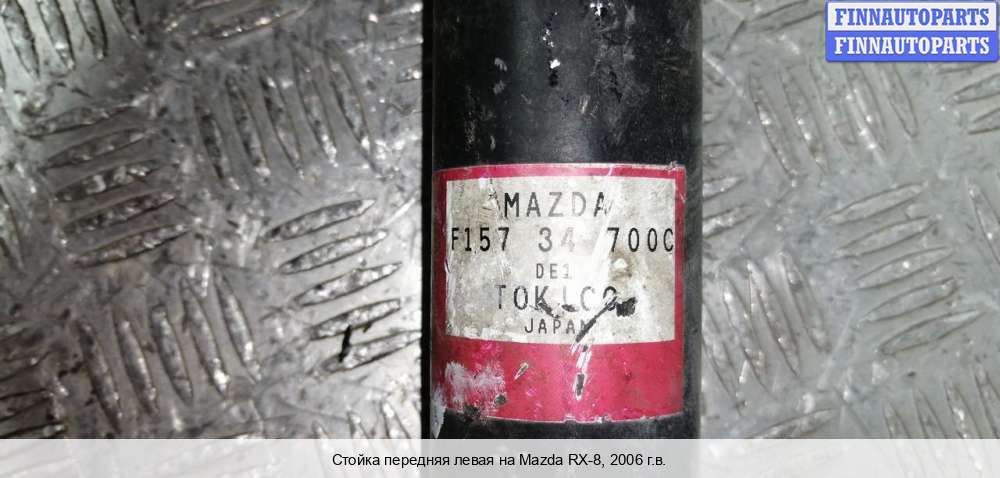 FINNAUTOPARTS
FINNAUTOPARTS
MAZDA
F157 34 700C
DE1
TOKICO
JAPAN
Стойка передняя левая на Mazda RX-8, 2006 г.в.